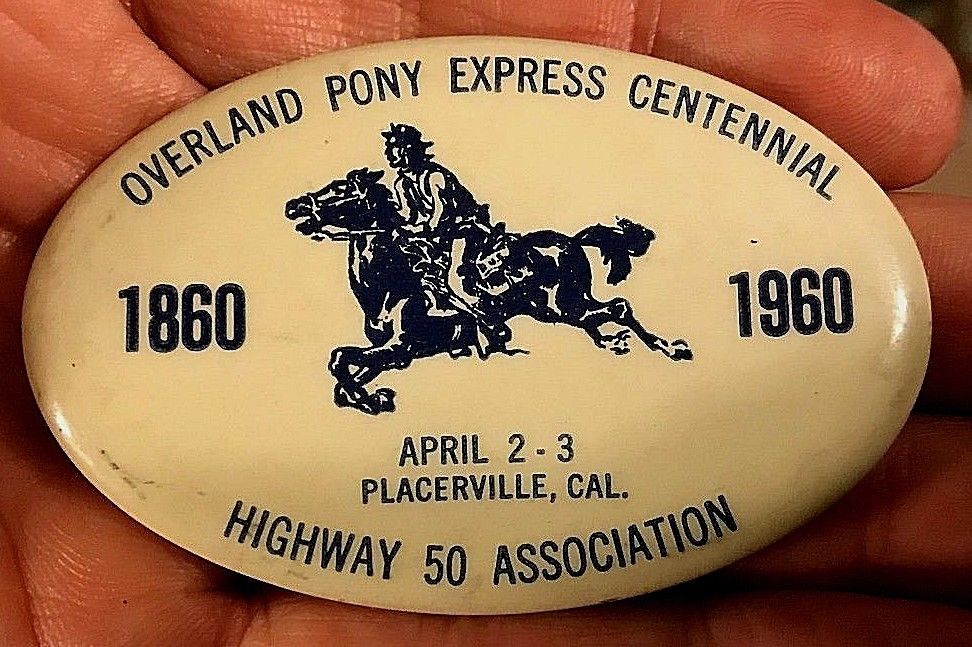 OVERLAND PONY EXPRESS CENTENNIAL
1860
1960
APRIL 2 - 3
PLACERVILLE, CAL.
HIGHWAY 50 ASSOCIATION